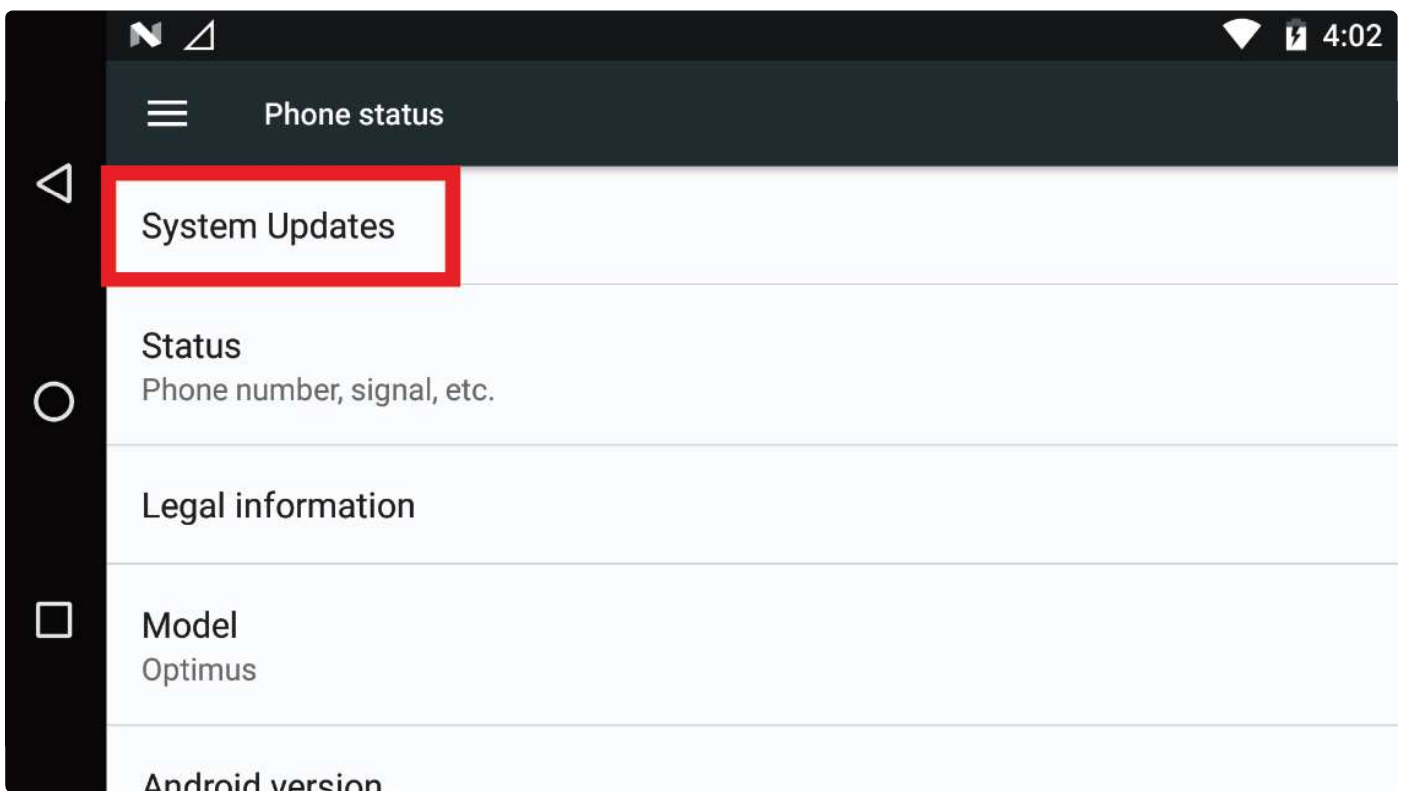 4:02
Phone status
System Updates
Status
Phone number, signal, etc.
Legal information
Model
Optimus
Android version